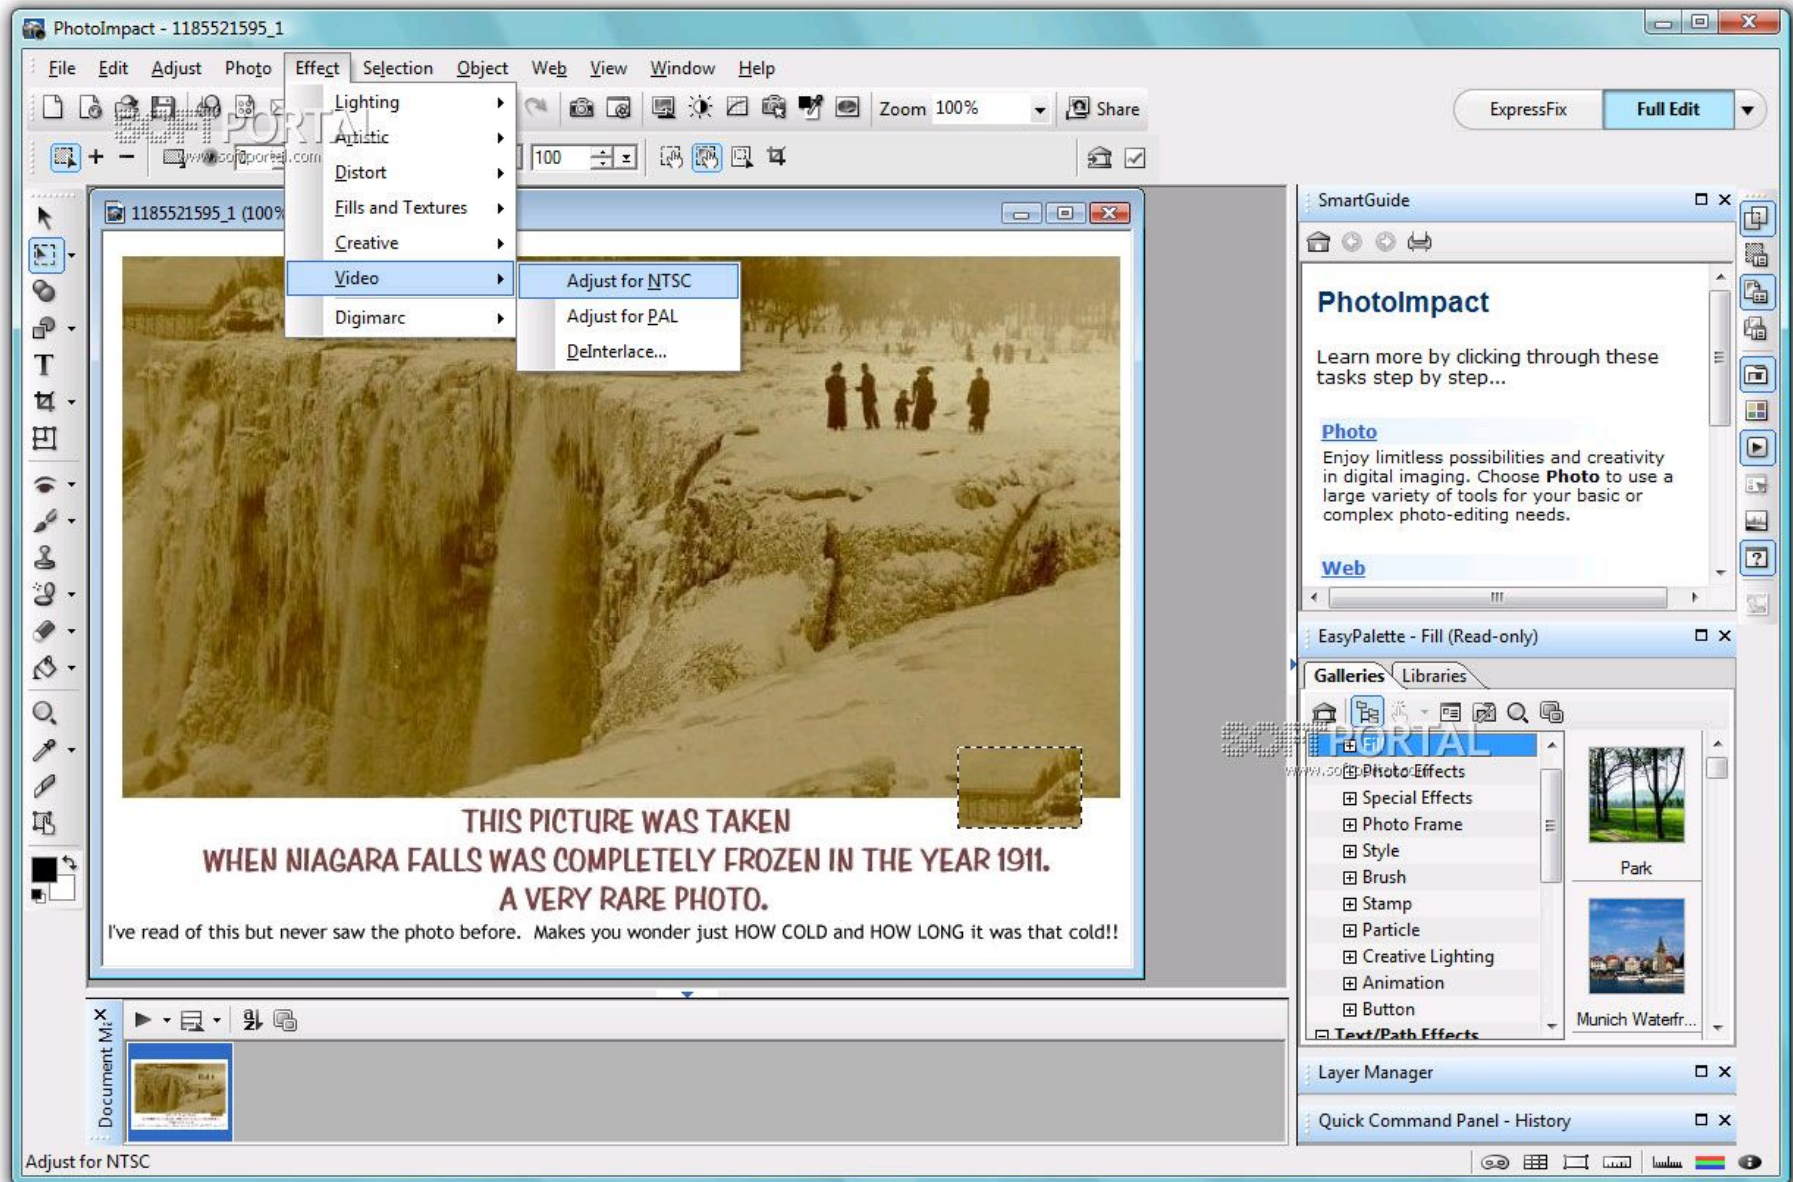 PhotoImpact - 1185521595_1
File Edit Adjust Photo Effect Selection Object Web View Window Help
Zoom 100% Share
ExpressFix Full Edit
SOFTPORTAL
www.softportal.com
100
Lighting
Artistic
Distort
Fills and Textures
Creative
Video
Digimarc
Adjust for NTSC
Adjust for PAL
DeInterlace...
1185521595_1 (100%
THIS PICTURE WAS TAKEN
WHEN NIAGARA FALLS WAS COMPLETELY FROZEN IN THE YEAR 1911.
A VERY RARE PHOTO.
I've read of this but never saw the photo before. Makes you wonder just HOW COLD and HOW LONG it was that cold!!
SmartGuide
PhotoImpact
Learn more by clicking through these
tasks step by step...
Photo
Enjoy limitless possibilities and creativity
in digital imaging. Choose Photo to use a
large variety of tools for your basic or
complex photo-editing needs.
Web
EasyPalette - Fill (Read-only)
Galleries Libraries
SOFTPORTAL
www.softportal.com
Fill
Photo Effects
Special Effects
Photo Frame
Style
Brush
Stamp
Particle
Creative Lighting
Animation
Button
Text/Path Effects
Park
Munich Waterfr...
Layer Manager
Quick Command Panel - History
Document M
Adjust for NTSC